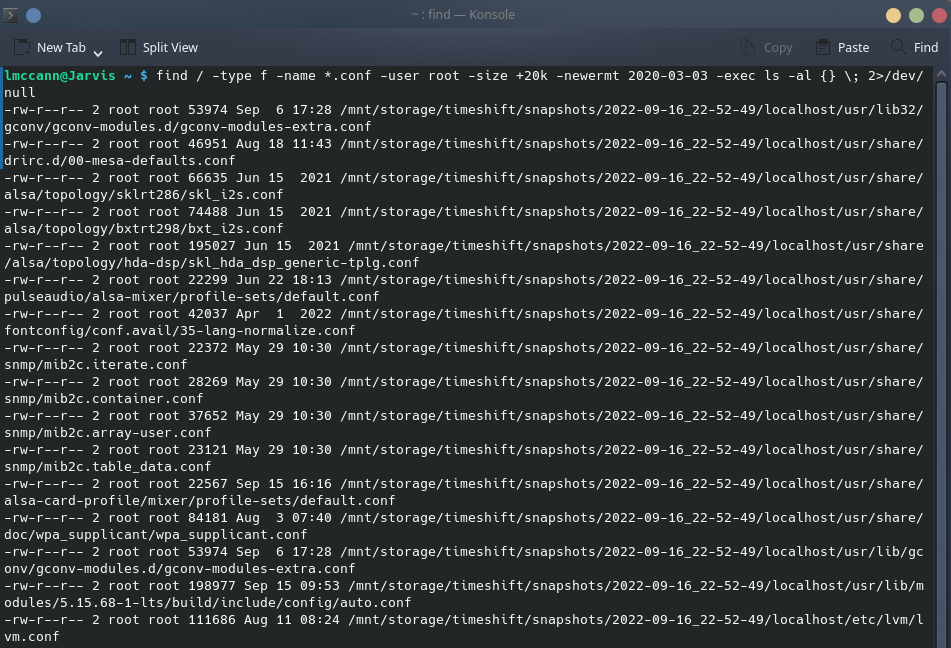 ~ : find — Konsole
New Tab Split View Copy Paste Find
lmccann@Jarvis ~ $ find / -type f -name *.conf -user root -size +20k -newermt 2020-03-03 -exec ls -al {} \; 2>/dev/
null
-rw-r--r-- 2 root root 53974 Sep  6 17:28 /mnt/storage/timeshift/snapshots/2022-09-16_22-52-49/localhost/usr/lib32/
gconv/gconv-modules.d/gconv-modules-extra.conf
-rw-r--r-- 2 root root 46951 Aug 18 11:43 /mnt/storage/timeshift/snapshots/2022-09-16_22-52-49/localhost/usr/share/
drirc.d/00-mesa-defaults.conf
-rw-r--r-- 2 root root 66635 Jun 15  2021 /mnt/storage/timeshift/snapshots/2022-09-16_22-52-49/localhost/usr/share/
alsa/topology/sklrt286/skl_i2s.conf
-rw-r--r-- 2 root root 74488 Jun 15  2021 /mnt/storage/timeshift/snapshots/2022-09-16_22-52-49/localhost/usr/share/
alsa/topology/bxtrt298/bxt_i2s.conf
-rw-r--r-- 2 root root 195027 Jun 15  2021 /mnt/storage/timeshift/snapshots/2022-09-16_22-52-49/localhost/usr/share
/alsa/topology/hda-dsp/skl_hda_dsp_generic-tplg.conf
-rw-r--r-- 2 root root 22299 Jun 22 18:13 /mnt/storage/timeshift/snapshots/2022-09-16_22-52-49/localhost/usr/share/
pulseaudio/alsa-mixer/profile-sets/default.conf
-rw-r--r-- 2 root root 42037 Apr  1  2022 /mnt/storage/timeshift/snapshots/2022-09-16_22-52-49/localhost/usr/share/
fontconfig/conf.avail/35-lang-normalize.conf
-rw-r--r-- 2 root root 22372 May 29 10:30 /mnt/storage/timeshift/snapshots/2022-09-16_22-52-49/localhost/usr/share/
snmp/mib2c.iterate.conf
-rw-r--r-- 2 root root 28269 May 29 10:30 /mnt/storage/timeshift/snapshots/2022-09-16_22-52-49/localhost/usr/share/
snmp/mib2c.container.conf
-rw-r--r-- 2 root root 37652 May 29 10:30 /mnt/storage/timeshift/snapshots/2022-09-16_22-52-49/localhost/usr/share/
snmp/mib2c.array-user.conf
-rw-r--r-- 2 root root 23121 May 29 10:30 /mnt/storage/timeshift/snapshots/2022-09-16_22-52-49/localhost/usr/share/
snmp/mib2c.table_data.conf
-rw-r--r-- 2 root root 22567 Sep 15 16:16 /mnt/storage/timeshift/snapshots/2022-09-16_22-52-49/localhost/usr/share/
alsa-card-profile/mixer/profile-sets/default.conf
-rw-r--r-- 2 root root 84181 Aug  3 07:40 /mnt/storage/timeshift/snapshots/2022-09-16_22-52-49/localhost/usr/share/
doc/wpa_supplicant/wpa_supplicant.conf
-rw-r--r-- 2 root root 53974 Sep  6 17:28 /mnt/storage/timeshift/snapshots/2022-09-16_22-52-49/localhost/usr/lib/gc
onv/gconv-modules.d/gconv-modules-extra.conf
-rw-r--r-- 2 root root 198977 Sep 15 09:53 /mnt/storage/timeshift/snapshots/2022-09-16_22-52-49/localhost/usr/lib/m
odules/5.15.68-1-lts/build/include/config/auto.conf
-rw-r--r-- 2 root root 111686 Aug 11 08:24 /mnt/storage/timeshift/snapshots/2022-09-16_22-52-49/localhost/etc/lvm/l
vm.conf